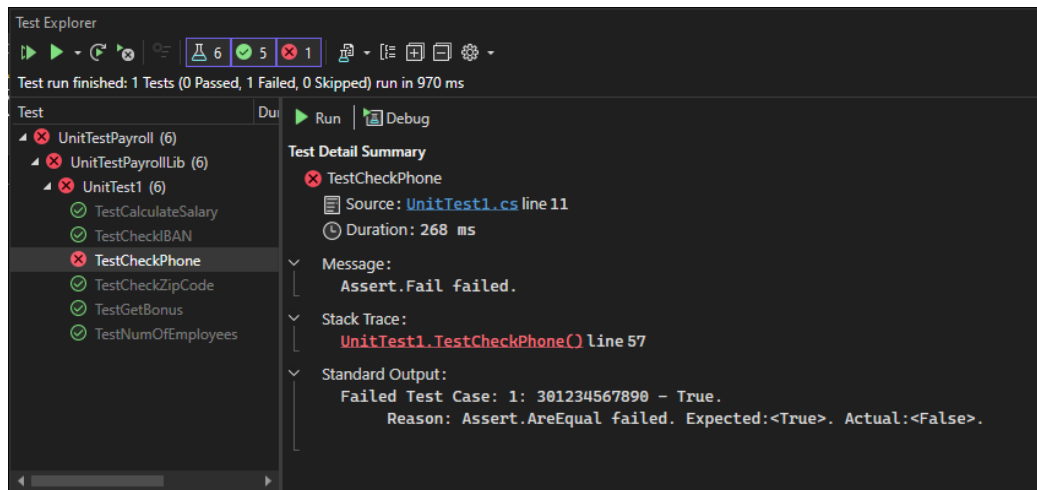 Test Explorer
6 5 1
Test run finished: 1 Tests (0 Passed, 1 Failed, 0 Skipped) run in 970 ms
Test
Run Debug
UnitTestPayroll (6)
UnitTestPayrollLib (6)
UnitTest1 (6)
TestCalculateSalary
TestCheckIBAN
TestCheckPhone
TestCheckZipCode
TestGetBonus
TestNumOfEmployees
Test Detail Summary
TestCheckPhone
Source: UnitTest1.cs line 11
Duration: 268 ms
Message:
Assert.Fail failed.
Stack Trace:
UnitTest1.TestCheckPhone() line 57
Standard Output:
Failed Test Case: 1: 301234567890 – True.
Reason: Assert.AreEqual failed. Expected:<True>. Actual:<False>.